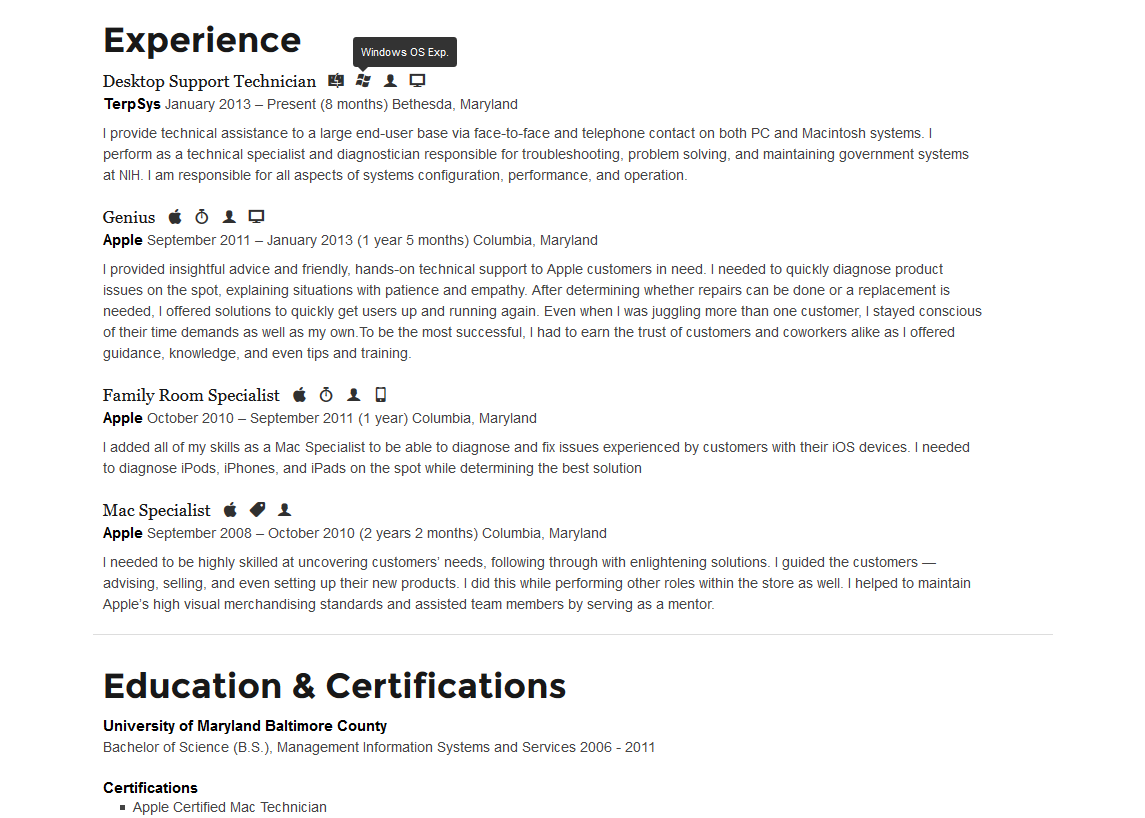 Experience
Windows OS Exp.
Desktop Support Technician
TerpSys January 2013 – Present (8 months) Bethesda, Maryland
I provide technical assistance to a large end-user base via face-to-face and telephone contact on both PC and Macintosh systems. I
perform as a technical specialist and diagnostician responsible for troubleshooting, problem solving, and maintaining government systems
at NIH. I am responsible for all aspects of systems configuration, performance, and operation.
Genius
Apple September 2011 – January 2013 (1 year 5 months) Columbia, Maryland
I provided insightful advice and friendly, hands-on technical support to Apple customers in need. I needed to quickly diagnose product
issues on the spot, explaining situations with patience and empathy. After determining whether repairs can be done or a replacement is
needed, I offered solutions to quickly get users up and running again. Even when I was juggling more than one customer, I stayed conscious
of their time demands as well as my own.To be the most successful, I had to earn the trust of customers and coworkers alike as I offered
guidance, knowledge, and even tips and training.
Family Room Specialist
Apple October 2010 – September 2011 (1 year) Columbia, Maryland
I added all of my skills as a Mac Specialist to be able to diagnose and fix issues experienced by customers with their iOS devices. I needed
to diagnose iPods, iPhones, and iPads on the spot while determining the best solution
Mac Specialist
Apple September 2008 – October 2010 (2 years 2 months) Columbia, Maryland
I needed to be highly skilled at uncovering customers’ needs, following through with enlightening solutions. I guided the customers —
advising, selling, and even setting up their new products. I did this while performing other roles within the store as well. I helped to maintain
Apple’s high visual merchandising standards and assisted team members by serving as a mentor.
Education & Certifications
University of Maryland Baltimore County
Bachelor of Science (B.S.), Management Information Systems and Services 2006 - 2011
Certifications
▪ Apple Certified Mac Technician